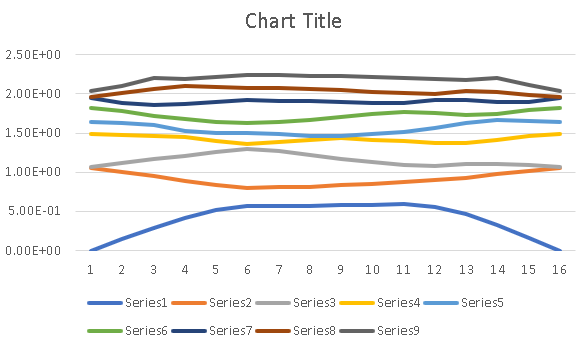 Chart Title
2.50E+00
2.00E+00
1.50E+00
1.00E+00
5.00E-01
0.00E+00
1 2 3 4 5 6 7 8 9 10 11 12 13 14 15 16
Series1 Series2 Series3 Series4 Series5
Series6 Series7 Series8 Series9